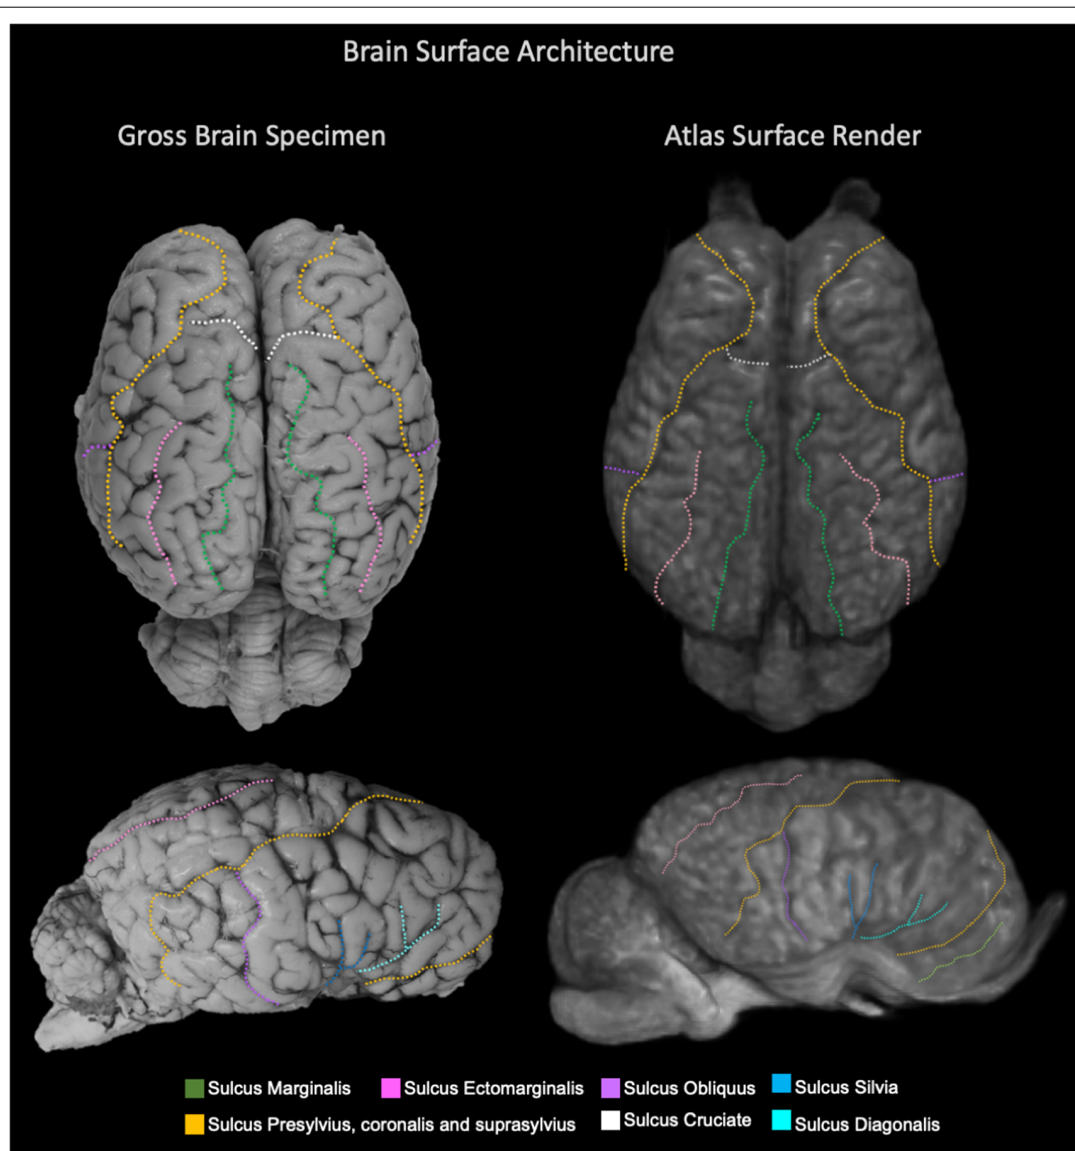 Brain Surface Architecture
Gross Brain Specimen
Atlas Surface Render
Sulcus Marginalis
Sulcus Ectomarginalis
Sulcus Obliquus
Sulcus Silvia
Sulcus Presylvius, coronalis and suprasylvius
Sulcus Cruciate
Sulcus Diagonalis